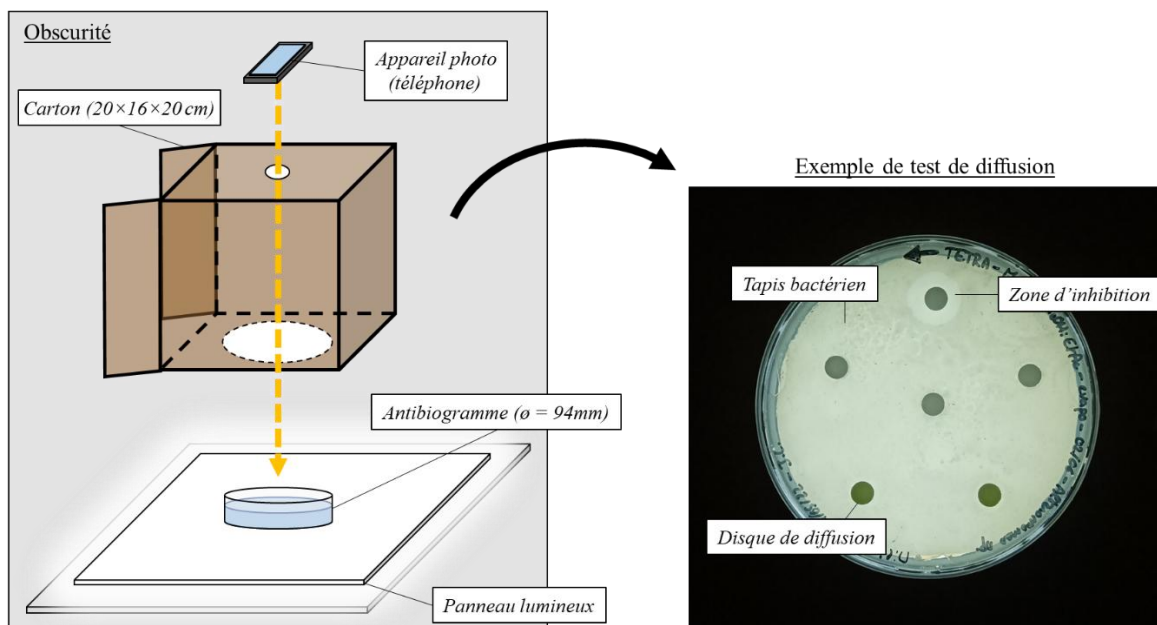 Obscurité
Appareil photo
(téléphone)
Carton (20×16×20 cm)
Antibiogramme (ø = 94mm)
Panneau lumineux
Exemple de test de diffusion
TETRA
Tapis bactérien
Zone d'inhibition
Disque de diffusion